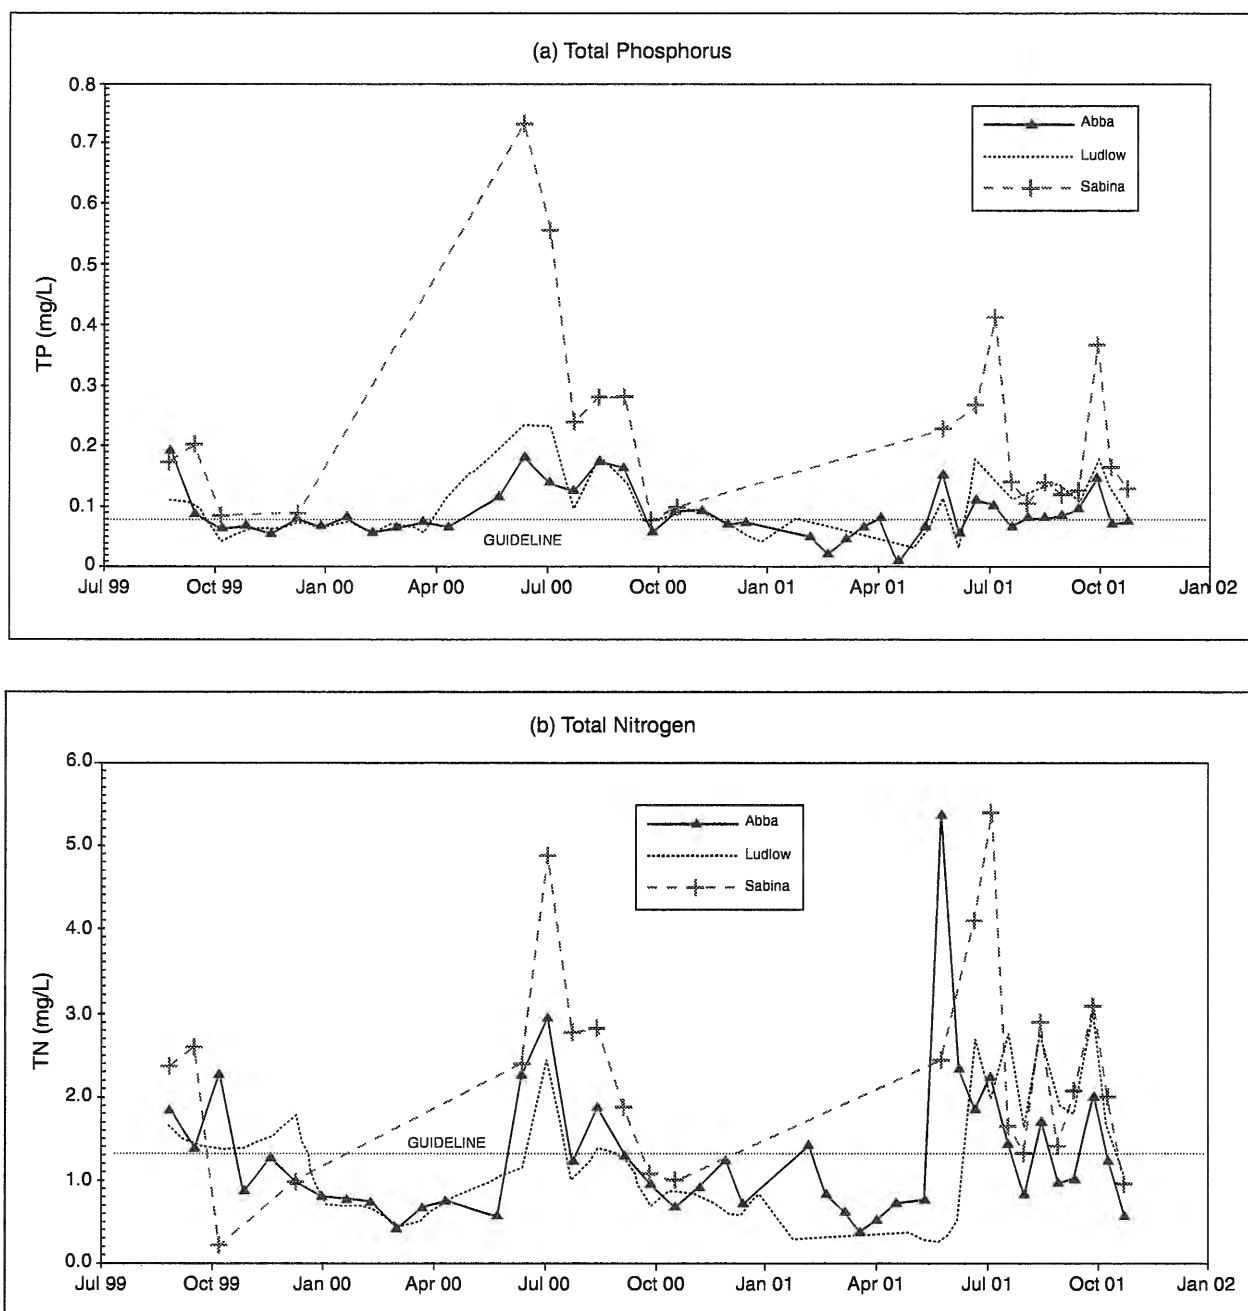 (a) Total Phosphorus
0.8
0.7
0.6
0.5
0.4
0.3
0.2
0.1
0
TP (mg/L)
Abba
Ludlow
Sabina
GUIDELINE
Jul 99 Oct 99 Jan 00 Apr 00 Jul 00 Oct 00 Jan 01 Apr 01 Jul 01 Oct 01 Jan 02
(b) Total Nitrogen
6.0
5.0
4.0
3.0
2.0
1.0
0.0
TN (mg/L)
Abba
Ludlow
Sabina
GUIDELINE
Jul 99 Oct 99 Jan 00 Apr 00 Jul 00 Oct 00 Jan 01 Apr 01 Jul 01 Oct 01 Jan 02